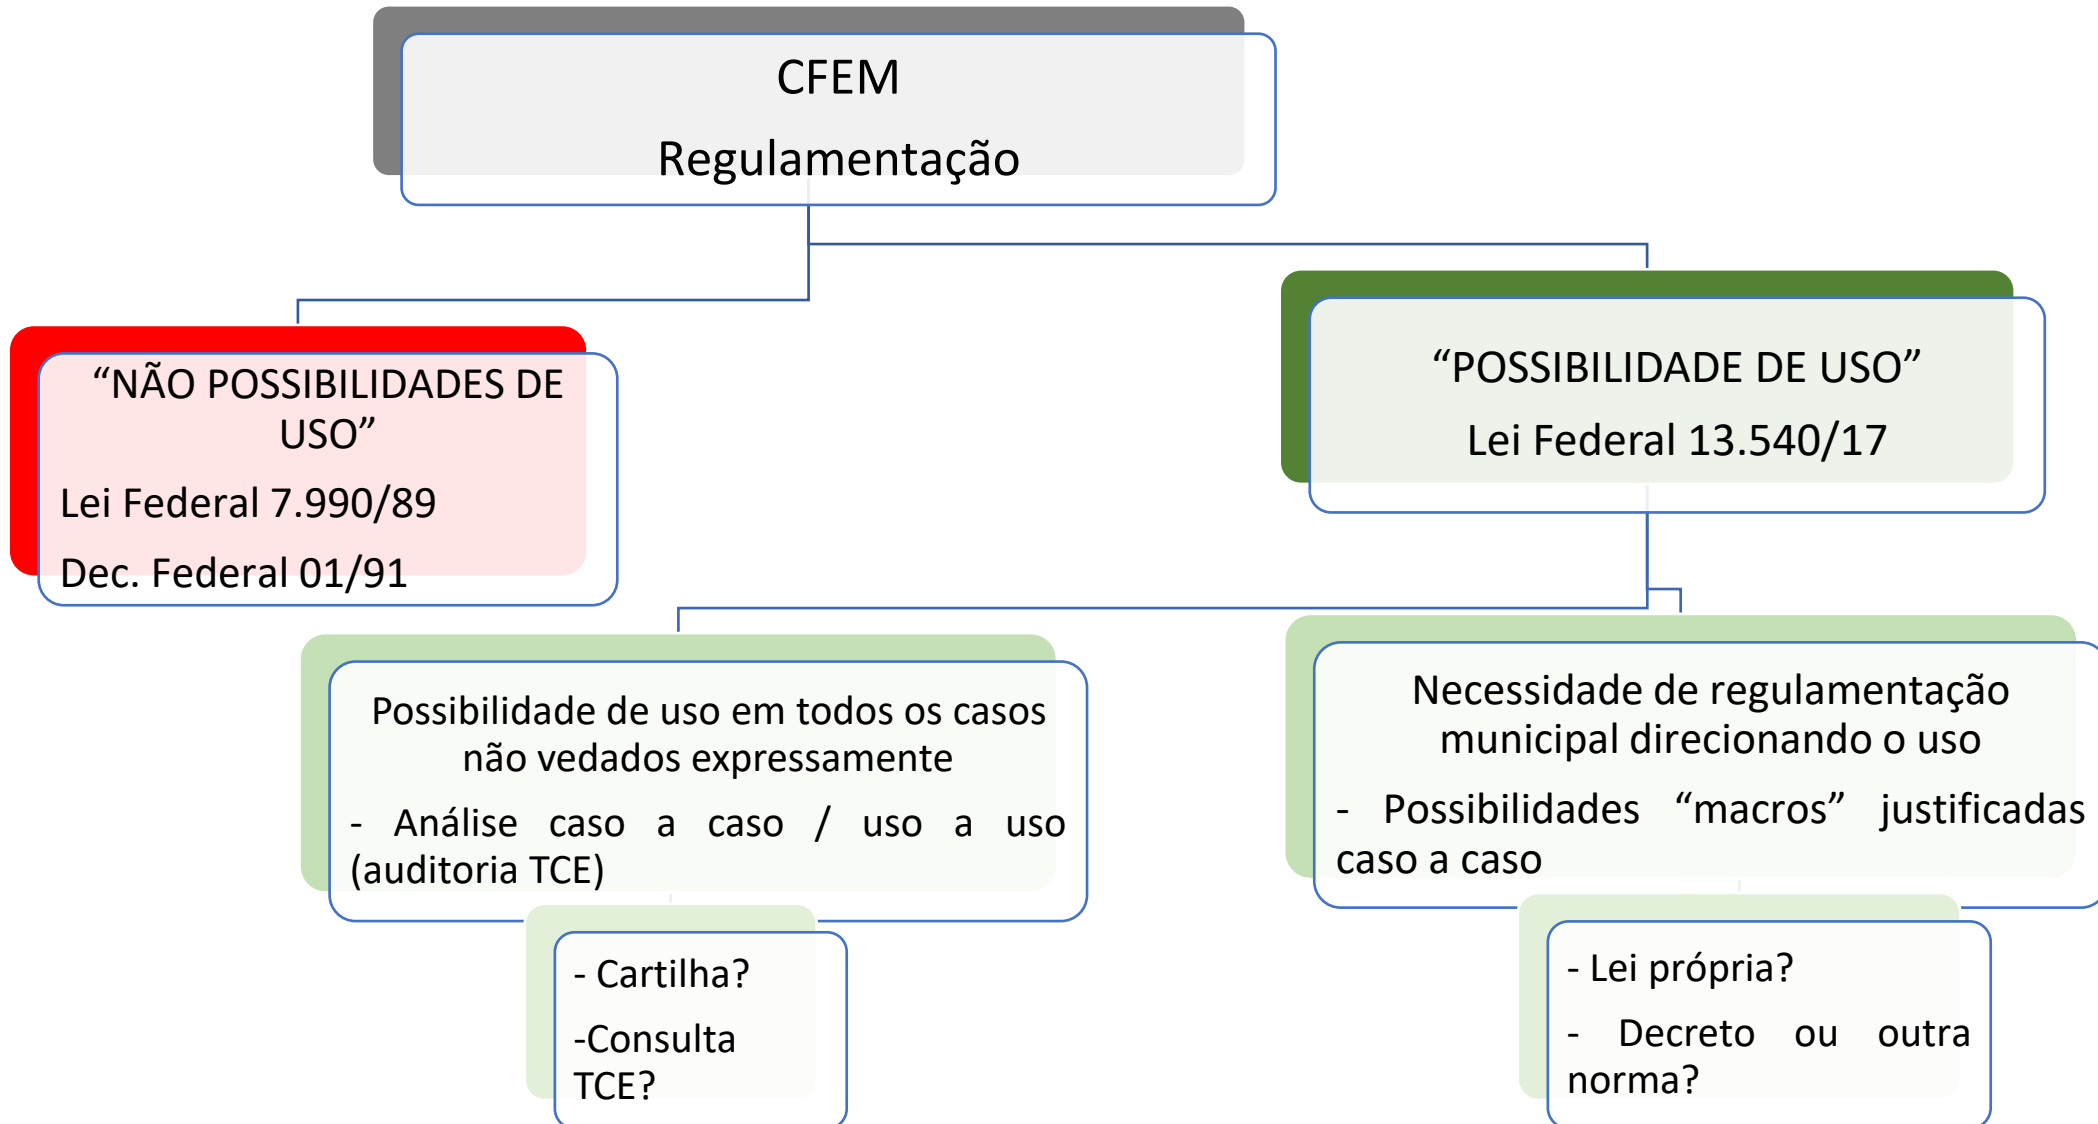 CFEM
Regulamentação
“NÃO POSSIBILIDADES DE
USO”
Lei Federal 7.990/89
Dec. Federal 01/91
“POSSIBILIDADE DE USO”
Lei Federal 13.540/17
Possibilidade de uso em todos os casos
não vedados expressamente
- Análise caso a caso / uso a uso
(auditoria TCE)
- Cartilha?
-Consulta
TCE?
Necessidade de regulamentação
municipal direcionando o uso
- Possibilidades “macros” justificadas
caso a caso
- Lei própria?
- Decreto ou outra
norma?